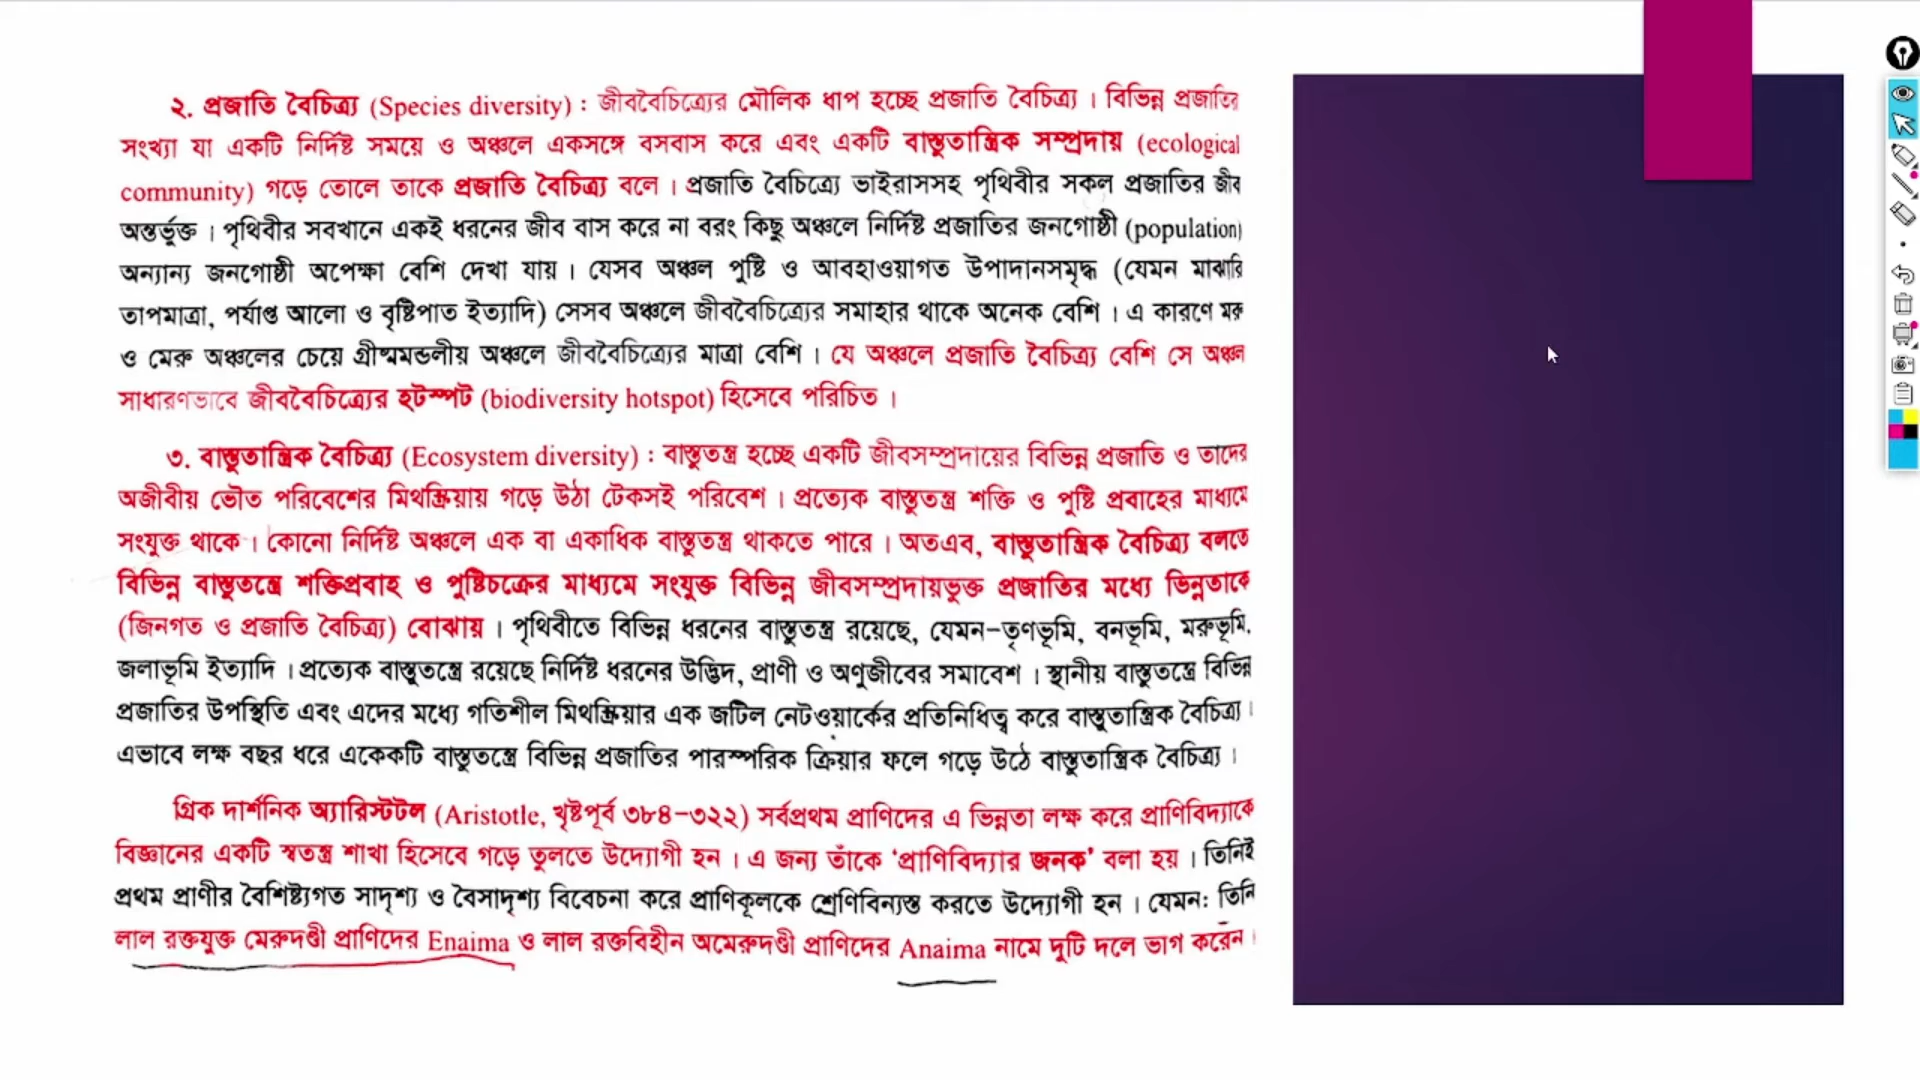 ২. প্রজাতি বৈচিত্র্য (Species diversity) : জীববৈচিত্র্যের মৌলিক ধাপ হচ্ছে প্রজাতি বৈচিত্র্য । বিভিন্ন প্রজাতির
সংখ্যা যা একটি নির্দিষ্ট সময়ে ও অঞ্চলে একসঙ্গে বসবাস করে এবং একটি বাস্তুতান্ত্রিক সম্প্রদায় (ecological
community) গড়ে তোলে তাকে প্রজাতি বৈচিত্র্য বলে । প্রজাতি বৈচিত্র্যে ভাইরাসসহ পৃথিবীর সকল প্রজাতির জীব
অন্তর্ভুক্ত । পৃথিবীর সবখানে একই ধরনের জীব বাস করে না বরং কিছু অঞ্চলে নির্দিষ্ট প্রজাতির জনগোষ্ঠী (population)
অন্যান্য জনগোষ্ঠী অপেক্ষা বেশি দেখা যায় । যেসব অঞ্চল পুষ্টি ও আবহাওয়াগত উপাদানসমৃদ্ধ (যেমন মাঝারি
তাপমাত্রা, পর্যাপ্ত আলো ও বৃষ্টিপাত ইত্যাদি) সেসব অঞ্চলে জীববৈচিত্র্যের সমাহার থাকে অনেক বেশি । এ কারণে মরু
ও মেরু অঞ্চলের চেয়ে গ্রীষ্মমন্ডলীয় অঞ্চলে জীববৈচিত্র্যের মাত্রা বেশি । যে অঞ্চলে প্রজাতি বৈচিত্র্য বেশি সে অঞ্চল
সাধারণভাবে জীববৈচিত্র্যের হটস্পট (biodiversity hotspot) হিসেবে পরিচিত ।
৩. বাস্তুতান্ত্রিক বৈচিত্র্য (Ecosystem diversity) : বাস্তুতন্ত্র হচ্ছে একটি জীবসম্প্রদায়ের বিভিন্ন প্রজাতি ও তাদের
অজীবীয় ভৌত পরিবেশের মিথষ্ক্রিয়ায় গড়ে উঠা টেকসই পরিবেশ । প্রত্যেক বাস্তুতন্ত্র শক্তি ও পুষ্টি প্রবাহের মাধ্যমে
সংযুক্ত থাকে । কোনো নির্দিষ্ট অঞ্চলে এক বা একাধিক বাস্তুতন্ত্র থাকতে পারে । অতএব, বাস্তুতান্ত্রিক বৈচিত্র্য বলতে
বিভিন্ন বাস্তুতন্ত্রে শক্তিপ্রবাহ ও পুষ্টিচক্রের মাধ্যমে সংযুক্ত বিভিন্ন জীবসম্প্রদায়ভুক্ত প্রজাতির মধ্যে ভিন্নতাকে
(জিনগত ও প্রজাতি বৈচিত্র্য) বোঝায় । পৃথিবীতে বিভিন্ন ধরনের বাস্তুতন্ত্র রয়েছে, যেমন-তৃণভূমি, বনভূমি, মরুভূমি,
জলাভূমি ইত্যাদি । প্রত্যেক বাস্তুতন্ত্রে রয়েছে নির্দিষ্ট ধরনের উদ্ভিদ, প্রাণী ও অণুজীবের সমাবেশ । স্থানীয় বাস্তুতন্ত্রে বিভিন্ন
প্রজাতির উপস্থিতি এবং এদের মধ্যে গতিশীল মিথষ্ক্রিয়ার এক জটিল নেটওয়ার্কের প্রতিনিধিত্ব করে বাস্তুতান্ত্রিক বৈচিত্র্য ।
এভাবে লক্ষ বছর ধরে একেকটি বাস্তুতন্ত্রে বিভিন্ন প্রজাতির পারস্পরিক ক্রিয়ার ফলে গড়ে উঠে বাস্তুতান্ত্রিক বৈচিত্র্য ।
গ্রিক দার্শনিক অ্যারিস্টটল (Aristotle, খৃষ্টপূর্ব ৩৮৪-৩২২) সর্বপ্রথম প্রাণিদের এ ভিন্নতা লক্ষ করে প্রাণিবিদ্যাকে
বিজ্ঞানের একটি স্বতন্ত্র শাখা হিসেবে গড়ে তুলতে উদ্যোগী হন । এ জন্য তাঁকে ‘প্রাণিবিদ্যার জনক’ বলা হয় । তিনিই
প্রথম প্রাণীর বৈশিষ্ট্যগত সাদৃশ্য ও বৈসাদৃশ্য বিবেচনা করে প্রাণিকূলকে শ্রেণিবিন্যস্ত করতে উদ্যোগী হন । যেমন: তিনি
লাল রক্তযুক্ত মেরুদণ্ডী প্রাণিদের Enaima ও লাল রক্তবিহীন অমেরুদণ্ডী প্রাণিদের Anaima নামে দুটি দলে ভাগ করেন ।